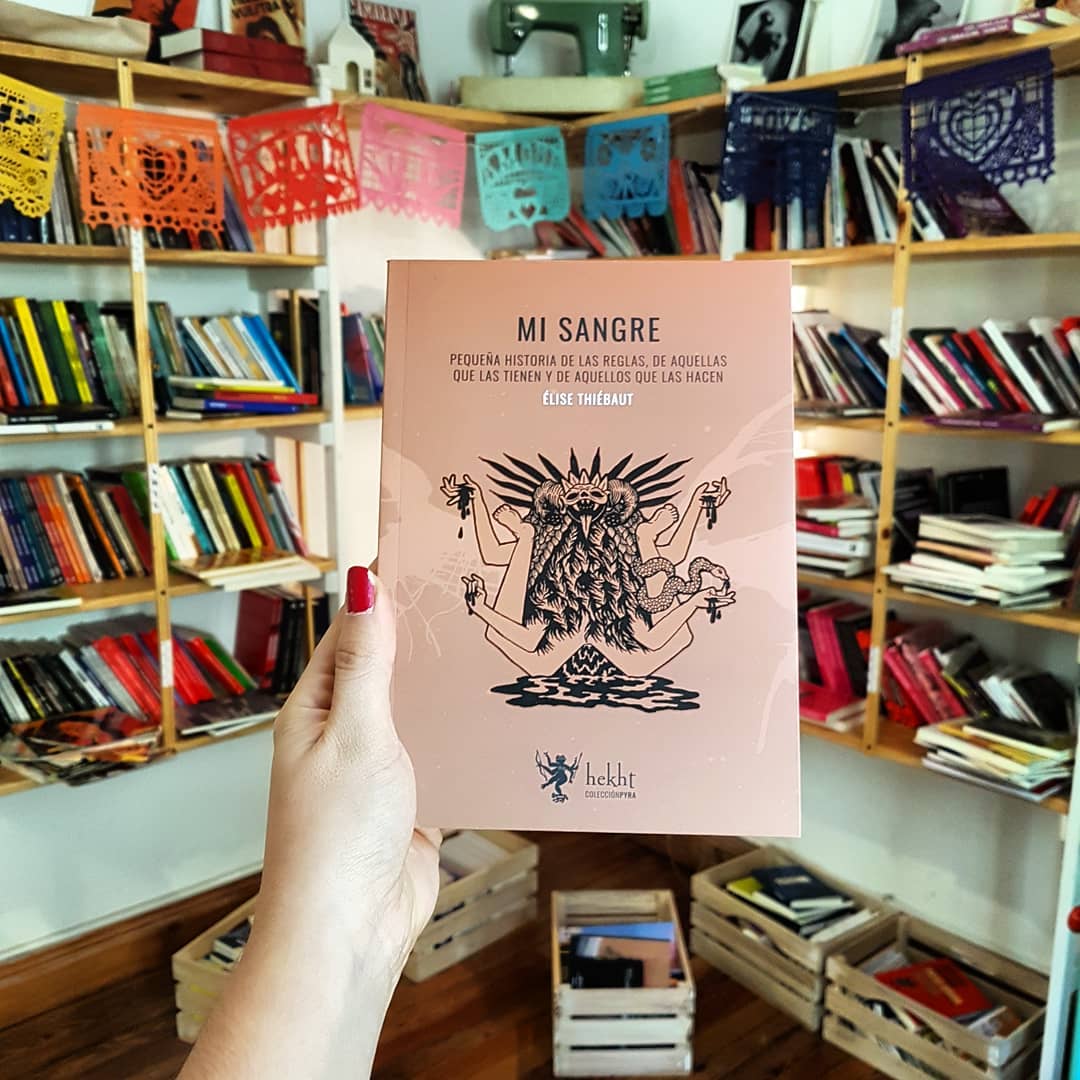 MI SANGRE
PEQUEÑA HISTORIA DE LAS REGLAS, DE AQUELLAS
QUE LAS TIENEN Y DE AQUELLOS QUE LAS HACEN
ÉLISE THIÉBAUT
hekht
COLECCIÓNPYRA